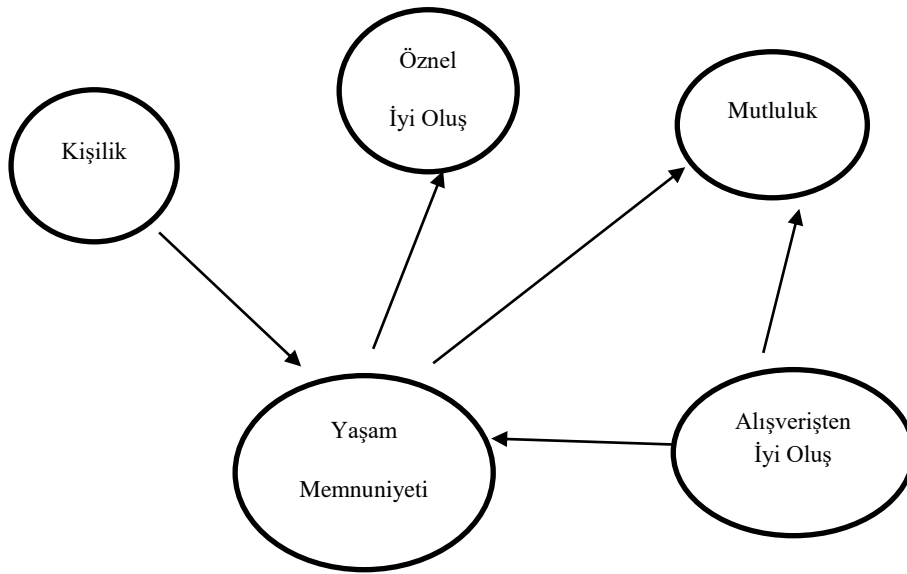 Öznel
İyi Oluş
Mutluluk
Kişilik
Yaşam
Memnuniyeti
Alışverişten
İyi Oluş